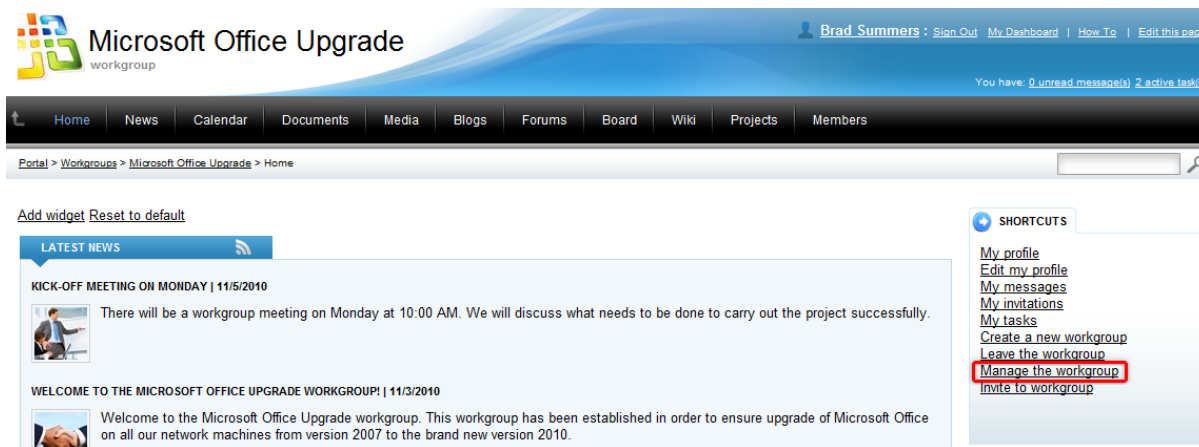 Microsoft Office Upgrade
workgroup
Brad Summers : Sign Out My Dashboard | How To | Edit this pag
You have: 0 unread message(s) 2 active task(
Home News Calendar Documents Media Blogs Forums Board Wiki Projects Members
Portal > Workgroups > Microsoft Office Upgrade > Home
Add widget Reset to default
LATEST NEWS
KICK-OFF MEETING ON MONDAY | 11/5/2010
There will be a workgroup meeting on Monday at 10:00 AM. We will discuss what needs to be done to carry out the project successfully.
WELCOME TO THE MICROSOFT OFFICE UPGRADE WORKGROUP! | 11/3/2010
Welcome to the Microsoft Office Upgrade workgroup. This workgroup has been established in order to ensure upgrade of Microsoft Office
on all our network machines from version 2007 to the brand new version 2010.
SHORTCUTS
My profile
Edit my profile
My messages
My invitations
My tasks
Create a new workgroup
Leave the workgroup
Manage the workgroup
Invite to workgroup